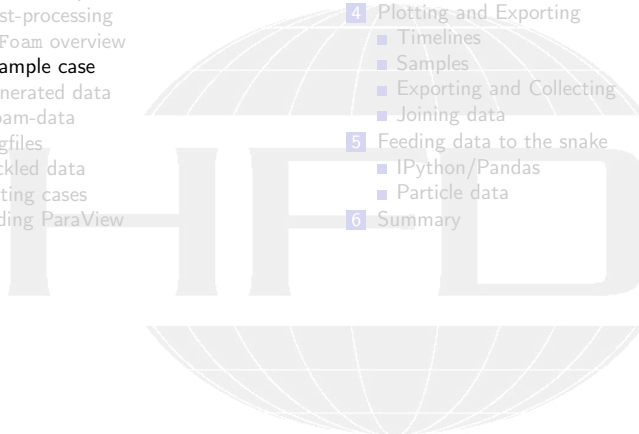 st-processing
Foam overview
ample case
nerated data
oam-data
gfiles
ckled data
ting cases
ding ParaView
4 Plotting and Exporting
Timelines
Samples
Exporting and Collecting
Joining data
5 Feeding data to the snake
IPython/Pandas
Particle data
6 Summary
HFD